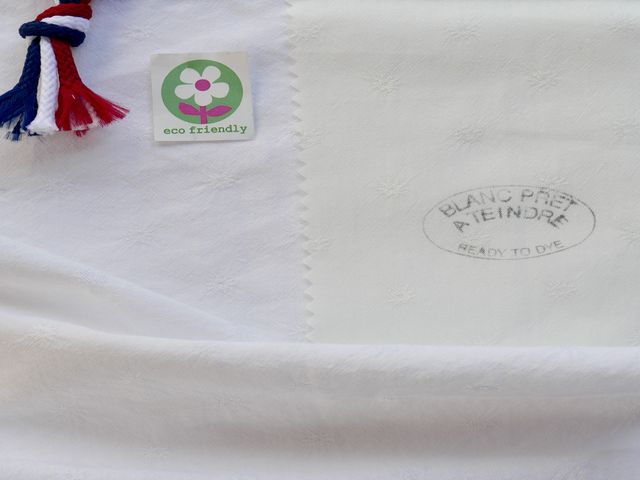 eco friendly
BLANC PRET
A TEINDRE
READY TO DYE